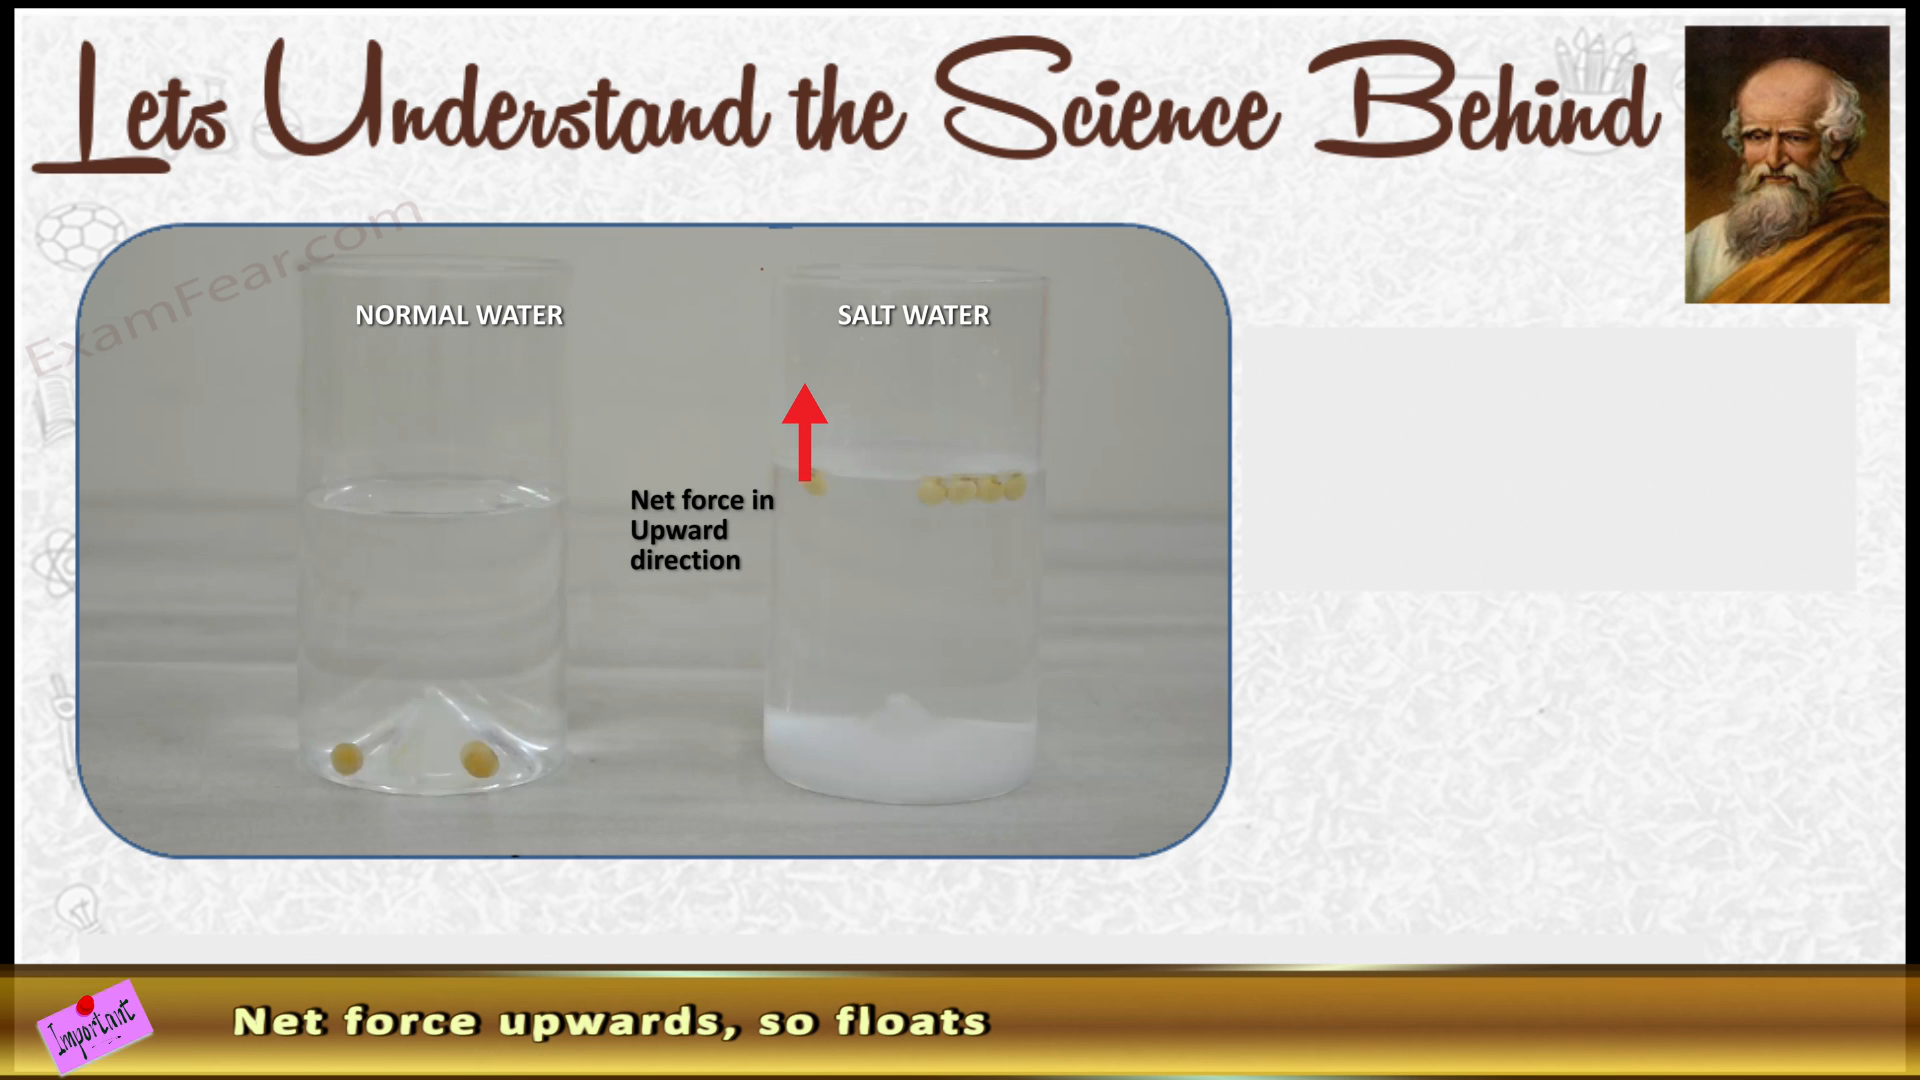 Lets Understand the Science Behind
ExamFear.com
NORMAL WATER
SALT WATER
Net force in
Upward
direction
Important
Net force upwards, so floats